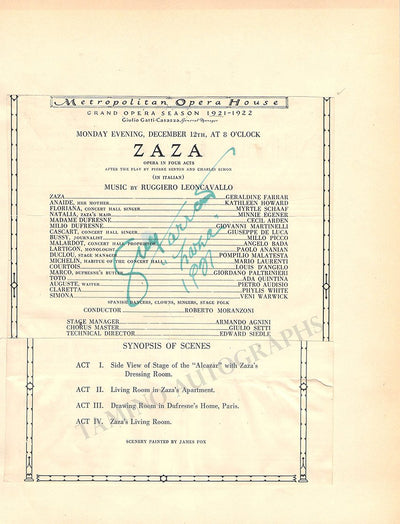 Metropolitan Opera House
GRAND OPERA SEASON 1921-1922
Giulio Gatti-Casazza, General Manager
MONDAY EVENING, DECEMBER 12TH, AT 8 O'CLOCK
ZAZA
OPERA IN FOUR ACTS
AFTER THE PLAY BY PIERRE BERTON AND CHARLES SIMON
(IN ITALIAN)
MUSIC BY RUGGIERO LEONCAVALLO
ZAZA GERALDINE FARRAR
ANAIDE, HER MOTHER KATHLEEN HOWARD
FLORIANA, CONCERT HALL SINGER MYRTLE SCHAAF
NATALIA, ZAZA'S MAID MINNIE EGENER
MADAME DUFRESNE CECIL ARDEN
MILIO DUFRESNE GIOVANNI MARTINELLI
CASCART, CONCERT HALL SINGER GIUSEPPE DE LUCA
BUSSY, JOURNALIST MILLO PICCO
MALARDOT, CONCERT HALL PROPRIETOR ANGELO BADA
LARTIGON, MONOLOGIST PAOLO ANANIAN
DUCLOU, STAGE MANAGER POMPILIO MALATESTA
MICHELIN, HABITUE OF THE CONCERT HALL MARIO LAURENTI
COURTOIS LOUIS D'ANGELO
MARCO, DUFRESNE'S BUTLER GIORDANO PALTRINIERI
TOTO ADA QUINTINA
AUGUSTE, WAITER PIETRO AUDISIO
CLARETTA PHYLIS WHITE
SIMONA VENI WARWICK
SPANISH DANCERS, CLOWNS, SINGERS, STAGE FOLK
CONDUCTOR ROBERTO MORANZONI
STAGE MANAGER ARMANDO AGNINI
CHORUS MASTER GIULIO SETTI
TECHNICAL DIRECTOR EDWARD SIEDLE
Farrar
Zaza
1921
SYNOPSIS OF SCENES
ACT I. Side View of Stage of the "Alcazar" with Zaza's
Dressing Room.
ACT II. Living Room in Zaza's Apartment.
ACT III. Drawing Room in Dufresne's Home, Paris.
ACT IV. Zaza's Living Room.
SCENERY PAINTED BY JAMES FOX
TAMINO AUTOGRAPHS